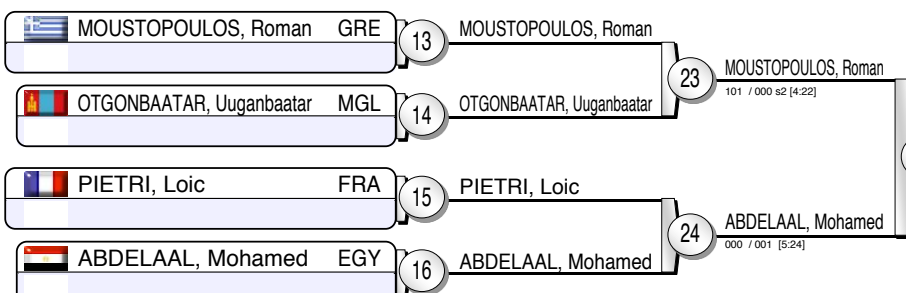 MOUSTOPOULOS, Roman GRE
13
MOUSTOPOULOS, Roman
23
MOUSTOPOULOS, Roman
101 / 000 s2 [4:22]
OTGONBAATAR, Uuganbaatar MGL
14
OTGONBAATAR, Uuganbaatar
PIETRI, Loic FRA
15
PIETRI, Loic
24
ABDELAAL, Mohamed
000 / 001 [5:24]
ABDELAAL, Mohamed EGY
16
ABDELAAL, Mohamed